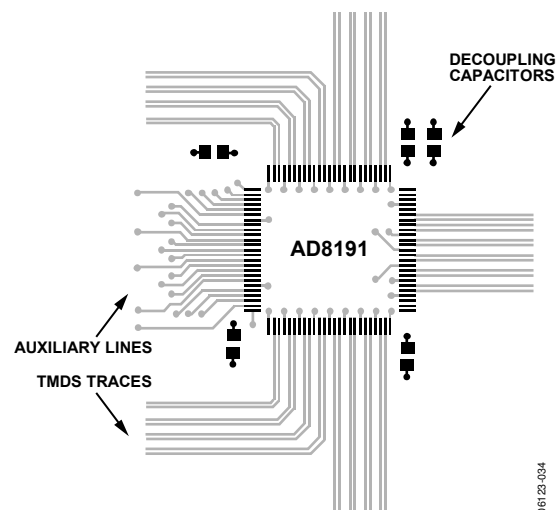 DECOUPLING
CAPACITORS
AD8191
AUXILIARY LINES
TMDS TRACES
06123-034